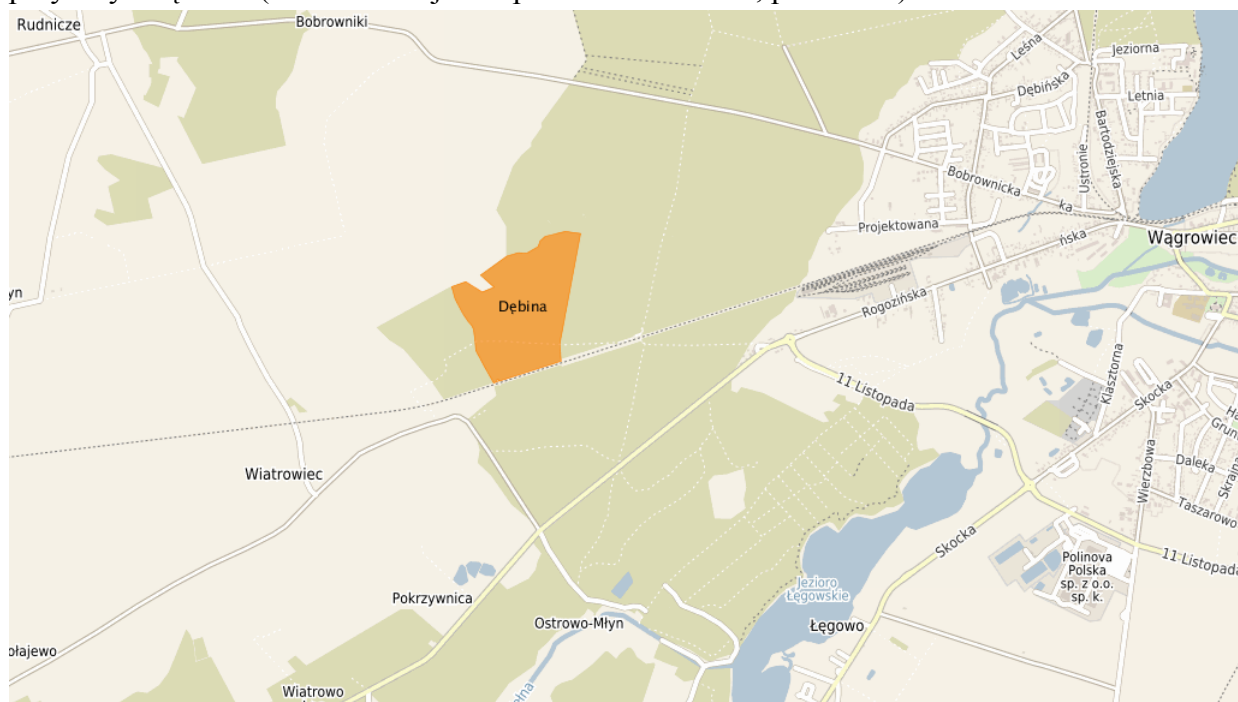 Rudnicze
Bobrowniki
Leśna
Jeziorna
Dębińska
Letnia
Ustronie
Bartodziejska
Bobrownicka
ka
Projektowana
ńska
Wągrowiec
yn
Dębina
Rogozińska
11 Listopada
Klasztorna
Skocka
Wierzbowa
Daleka
Skrajna
Taszarowo
Wiatrowiec
Skocka
11 Listopada
Polinova
Polska
sp. z o.o.
sp. k.
Jezioro
Łęgowskie
Pokrzywnica
Ostrowo-Młyn
Łęgowo
ołajewo
Wiatrowo
ełna